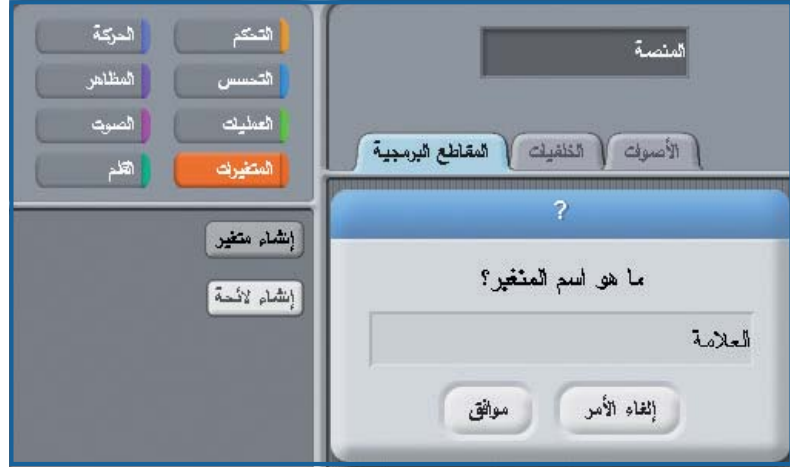 المنصة
الأصوات الخلفيات المقاطع البرمجية
التحكم الحركة
التحسس المظاهر
العمليات الصوت
المتغيرات القلم
إنشاء متغير
إنشاء لائحة
?
ما هو اسم المتغير؟
العلامة
إلغاء الأمر موافق